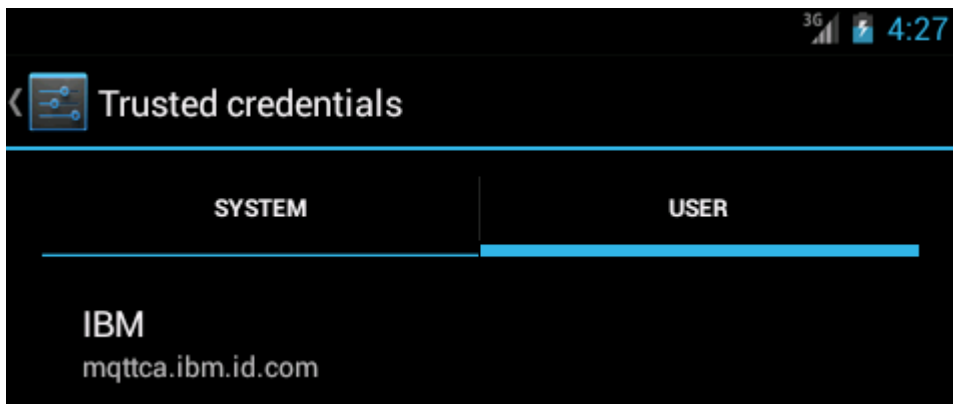 3G 4:27
Trusted credentials
SYSTEM USER
IBM
mqttca.ibm.id.com